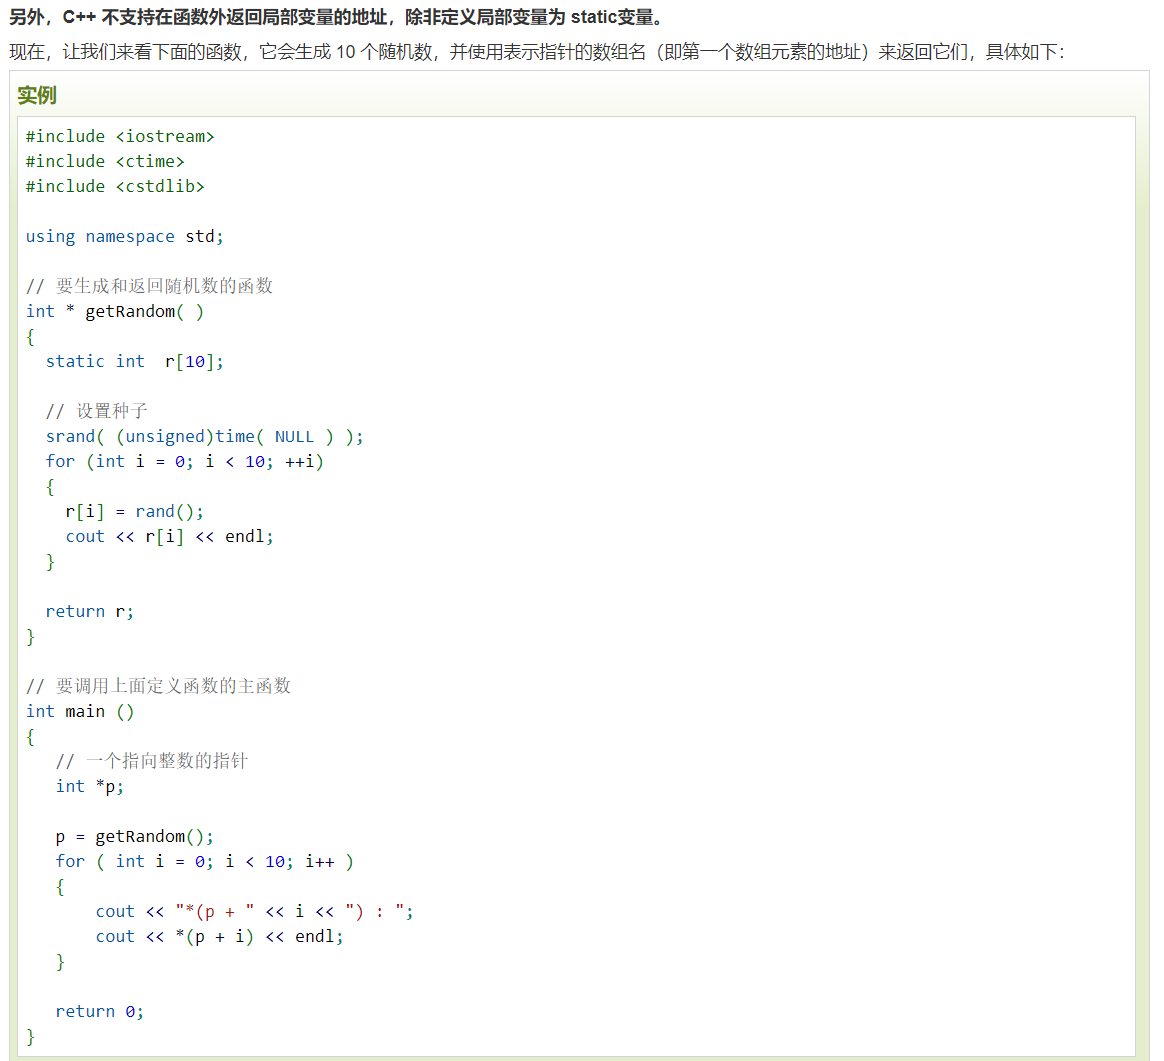 另外，C++ 不支持在函数外返回局部变量的地址，除非定义局部变量为 static变量。
现在，让我们来看下面的函数，它会生成 10 个随机数，并使用表示指针的数组名（即第一个数组元素的地址）来返回它们，具体如下：
实例
#include <iostream>
#include <ctime>
#include <cstdlib>
using namespace std;
// 要生成和返回随机数的函数
int * getRandom( )
{
  static int  r[10];
  // 设置种子
  srand( (unsigned)time( NULL ) );
  for (int i = 0; i < 10; ++i)
  {
    r[i] = rand();
    cout << r[i] << endl;
  }
  return r;
}
// 要调用上面定义函数的主函数
int main ()
{
   // 一个指向整数的指针
   int *p;
   p = getRandom();
   for ( int i = 0; i < 10; i++ )
   {
       cout << "*(p + " << i << ") : ";
       cout << *(p + i) << endl;
   }
   return 0;
}